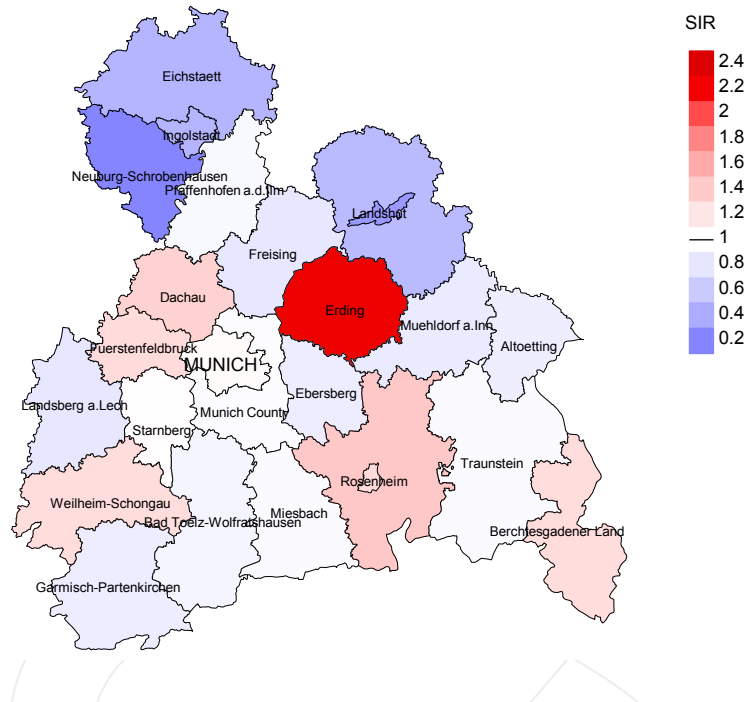 SIR
2.4
2.2
2
1.8
1.6
1.4
1.2
1
0.8
0.6
0.4
0.2
Eichstaett
Ingolstadt
Neuburg-Schrobenhausen
Pfaffenhofen a.d.Ilm
Landshut
Freising
Dachau
Erding
Muehldorf a.Inn
Altoetting
Fuerstenfeldbruck
MUNICH
Ebersberg
Landsberg a.Lech
Munich County
Starnberg
Traunstein
Rosenheim
Weilheim-Schongau
Miesbach
Bad Toelz-Wolfratshausen
Berchtesgadener Land
Garmisch-Partenkirchen